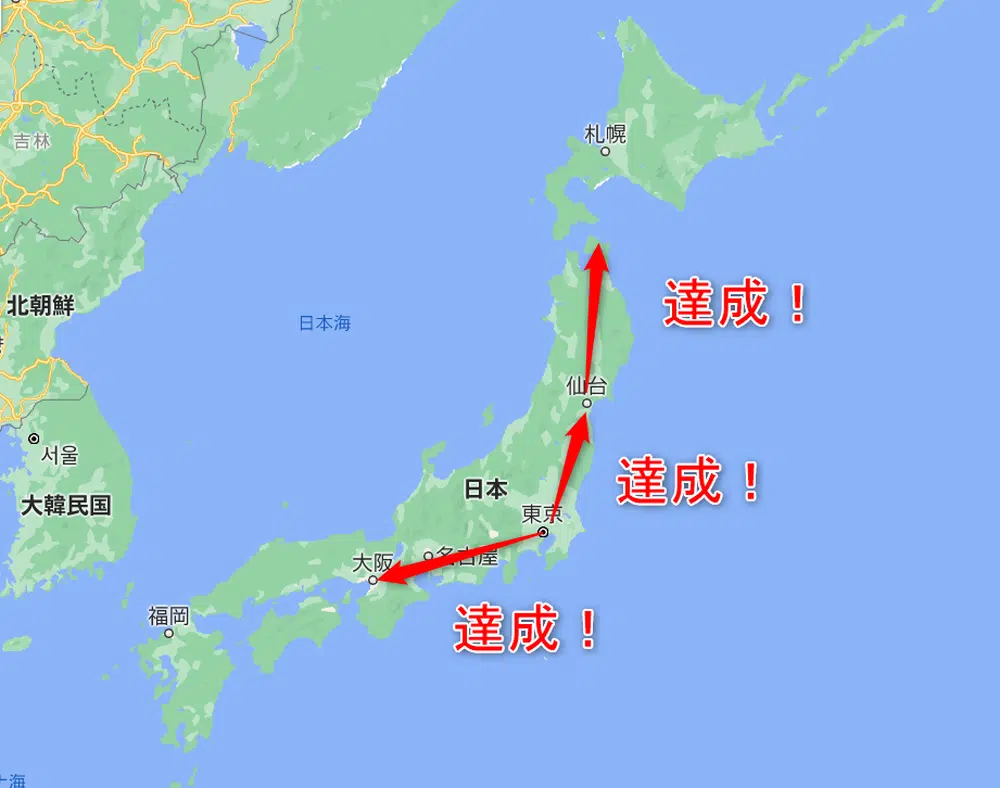 札幌
吉林
北朝鮮
達成！
日本海
仙台
서울
達成！
日本
大韓民国
東京
名古屋
大阪
福岡
達成！
海